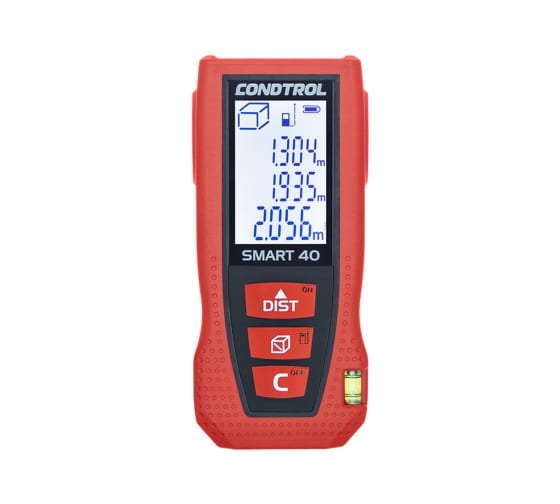 CONDTROL
1.304m
1.935m
2.056m
SMART 40
ON
DIST
OFF
C